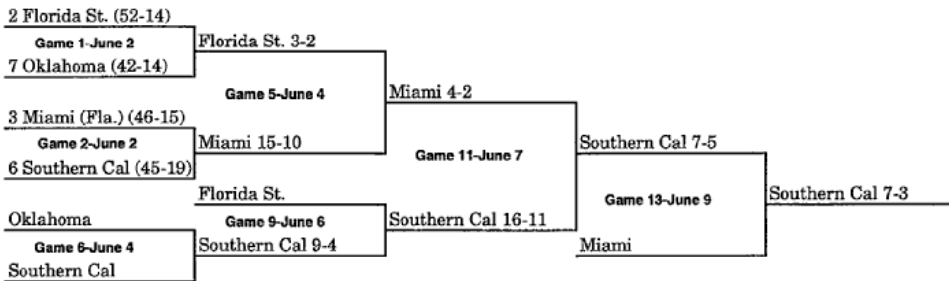 2 Florida St. (52-14)
Game 1-June 2
7 Oklahoma (42-14)
Florida St. 3-2
Game 5-June 4
3 Miami (Fla.) (46-15)
Game 2-June 2
6 Southern Cal (45-19)
Miami 15-10
Miami 4-2
Game 11-June 7
Oklahoma
Game 6-June 4
Southern Cal
Florida St.
Game 9-June 6
Southern Cal 9-4
Southern Cal 16-11
Southern Cal 7-5
Game 13-June 9
Miami
Southern Cal 7-3